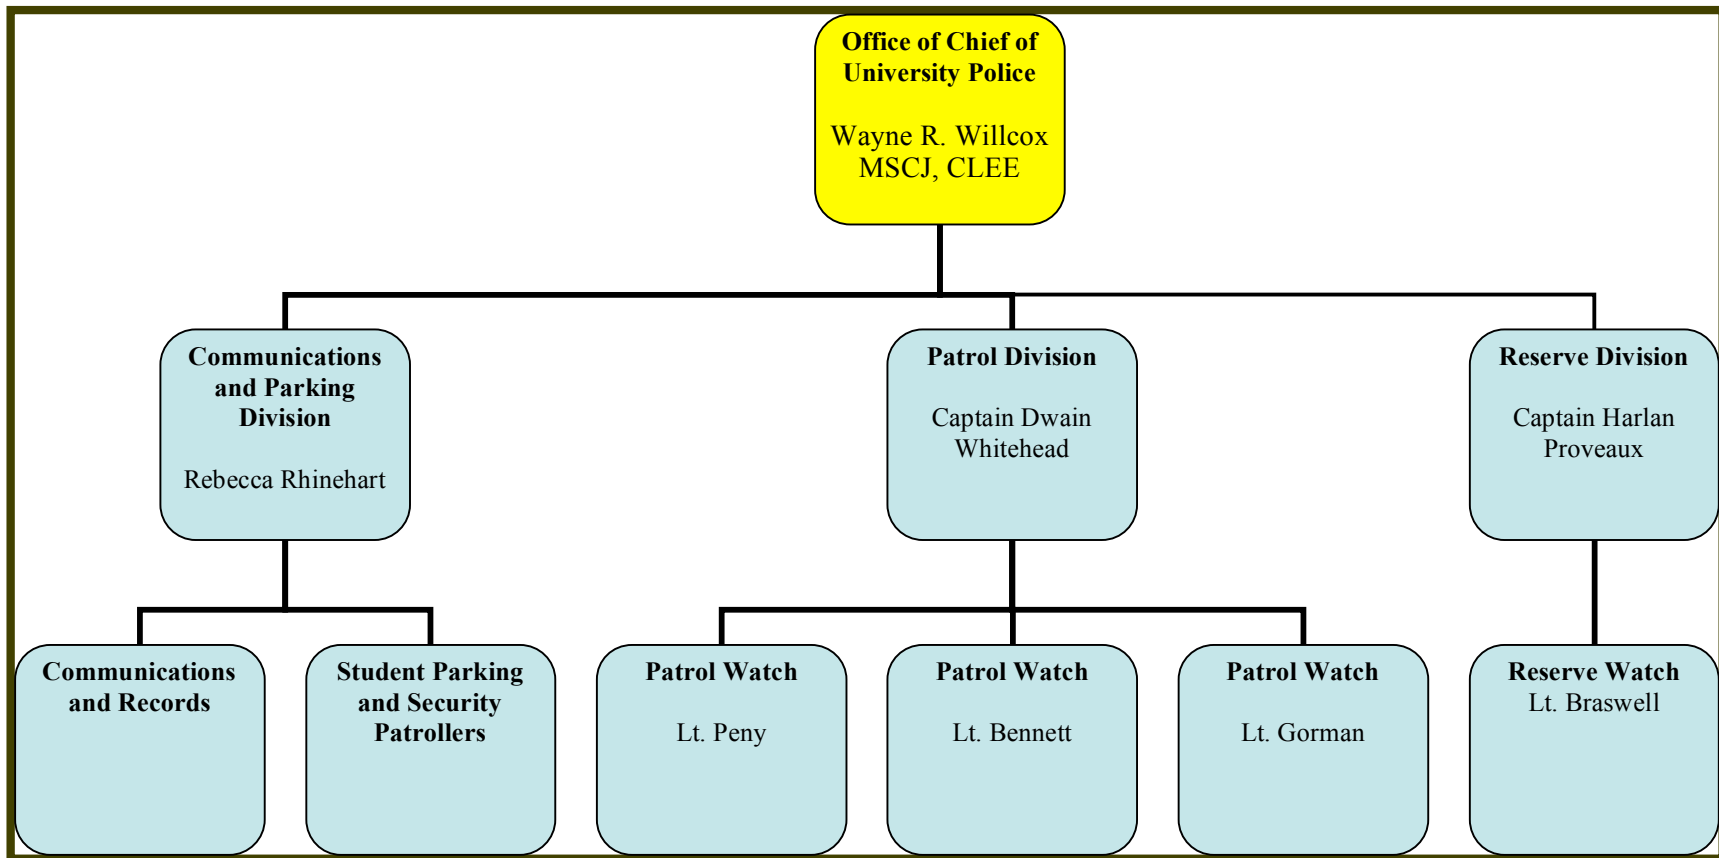 Office of Chief of
University Police
Wayne R. Willcox
MSCJ, CLEE
Communications
and Parking
Division
Rebecca Rhinehart
Patrol Division
Captain Dwain
Whitehead
Reserve Division
Captain Harlan
Proveaux
Communications
and Records
Student Parking
and Security
Patrollers
Patrol Watch
Lt. Peny
Patrol Watch
Lt. Bennett
Patrol Watch
Lt. Gorman
Reserve Watch
Lt. Braswell